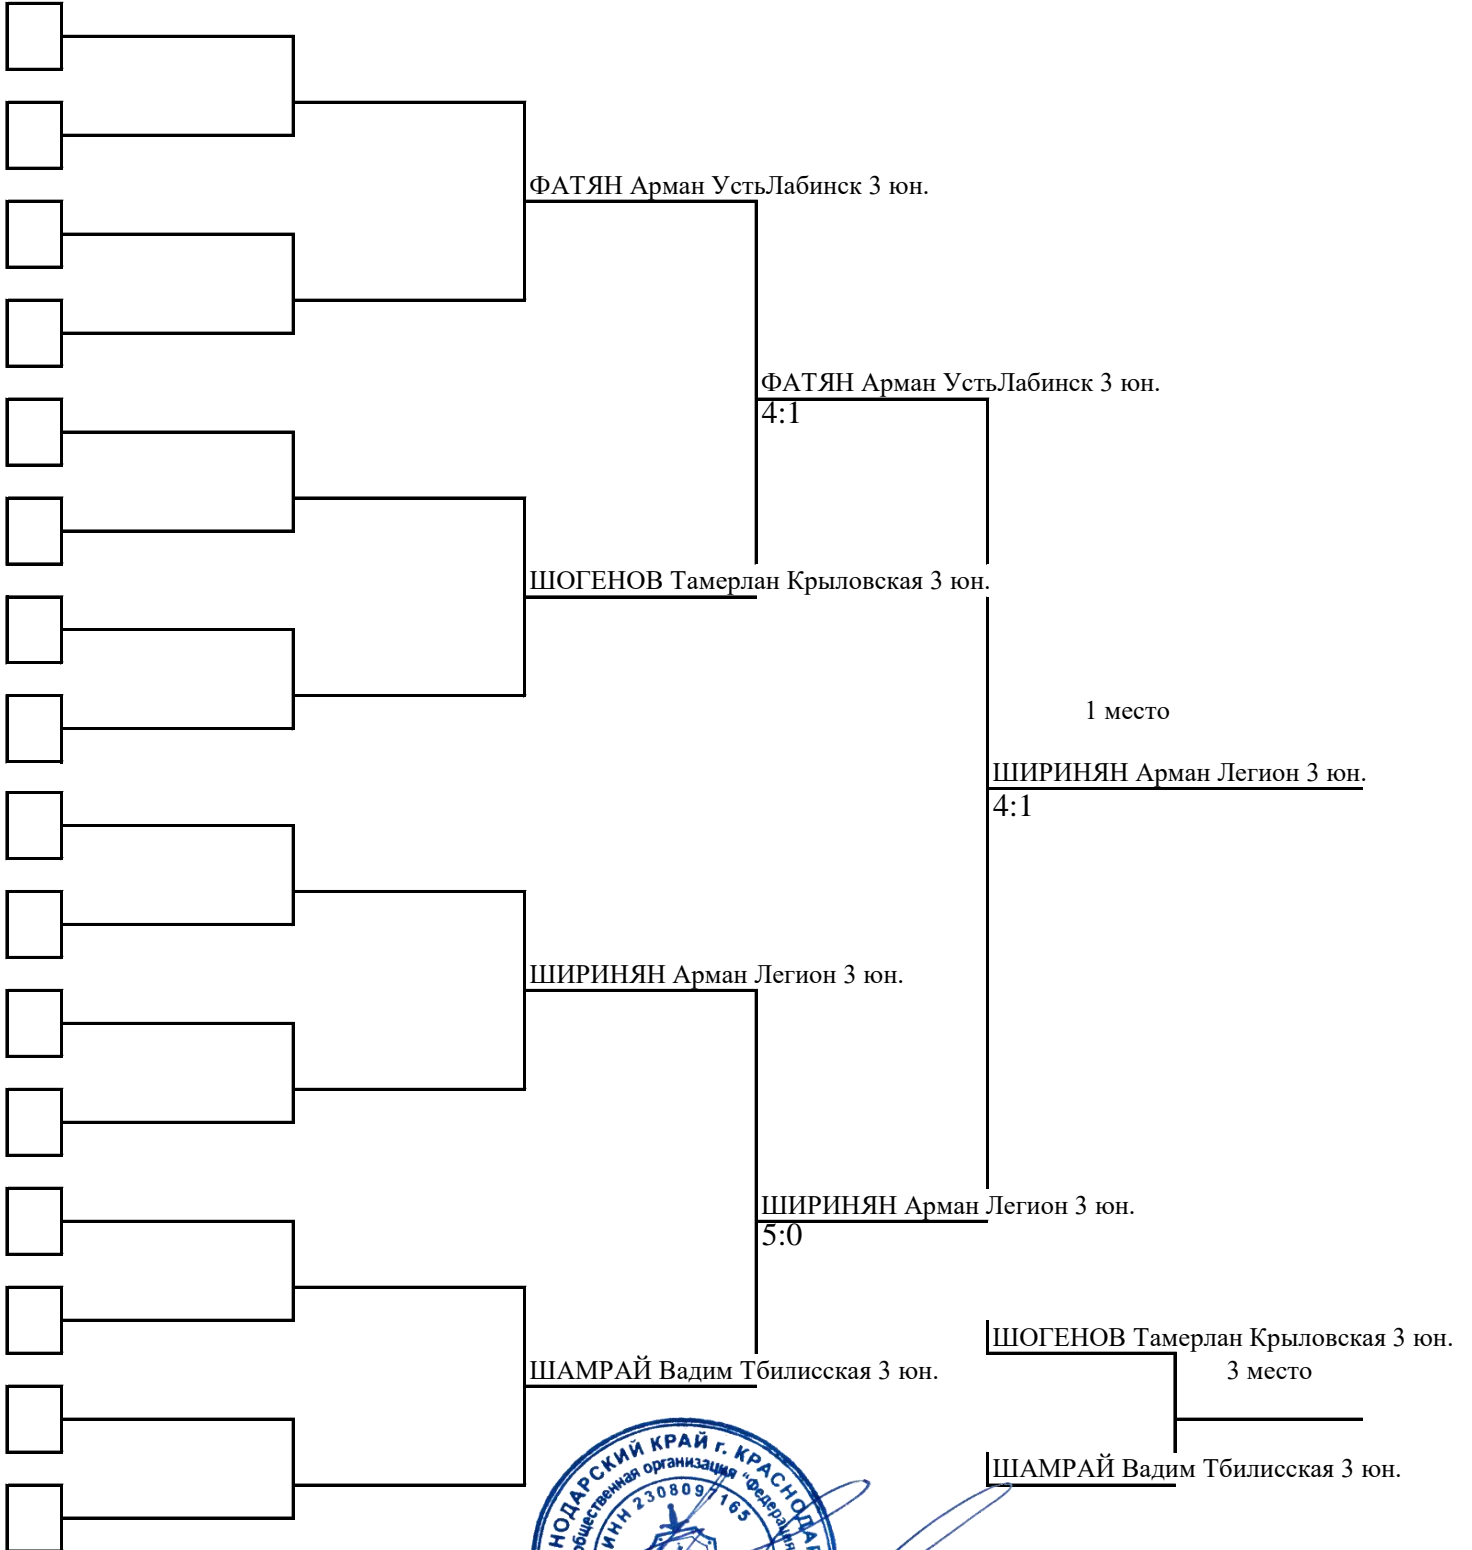 ФАТЯН Арман УстьЛабинск 3 юн.
ФАТЯН Арман УстьЛабинск 3 юн.
4:1
ШОГЕНОВ Тамерлан Крыловская 3 юн.
1 место
ШИРИНЯН Арман Легион 3 юн.
4:1
ШИРИНЯН Арман Легион 3 юн.
ШИРИНЯН Арман Легион 3 юн.
5:0
ШОГЕНОВ Тамерлан Крыловская 3 юн.
ШАМРАЙ Вадим Тбилисская 3 юн.
3 место
ШАМРАЙ Вадим Тбилисская 3 юн.
НОДАРСКИЙ КРАЙ г. КРАСНОДАР
общественная организация "Федерация
ИНН 2308097165